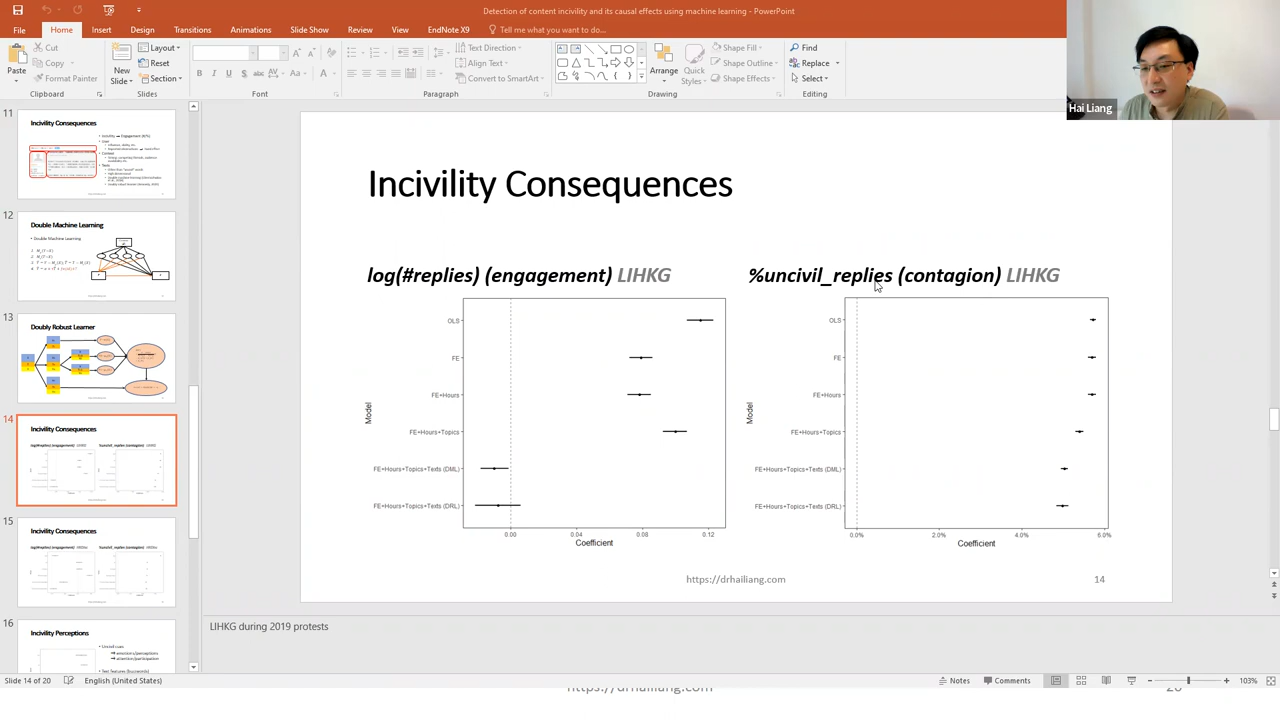 Detection of content incivility and its causal effects using machine learning - PowerPoint
File Home Insert Design Transitions Animations Slide Show Review View EndNote X9 Tell me what you want to do...
Paste
Cut
Copy
Format Painter
Clipboard
New
Slide
Layout
Reset
Section
Slides
Font
Text Direction
Align Text
Convert to SmartArt
Paragraph
Arrange
Quick
Styles
Shape Fill
Shape Outline
Shape Effects
Drawing
Find
Replace
Select
Editing
Hai Liang
11
Incivility Consequences
12
Double Machine Learning
13
Doubly Robust Learner
14
Incivility Consequences
15
Incivility Consequences
16
Incivility Perceptions
Incivility Consequences
log(#replies) (engagement) LIHKG
OLS
FE
FE+Hours
FE+Hours+Topics
FE+Hours+Topics+Texts (DML)
FE+Hours+Topics+Texts (DRL)
Model
0.00 0.04 0.08 0.12
Coefficient
%uncivil_replies (contagion) LIHKG
OLS
FE
FE+Hours
FE+Hours+Topics
FE+Hours+Topics+Texts (DML)
FE+Hours+Topics+Texts (DRL)
Model
0.0% 2.0% 4.0% 6.0%
Coefficient
https://drhailiang.com
14
LIHKG during 2019 protests
Slide 14 of 20 English (United States) Notes Comments 103%
https://drhailiang.com